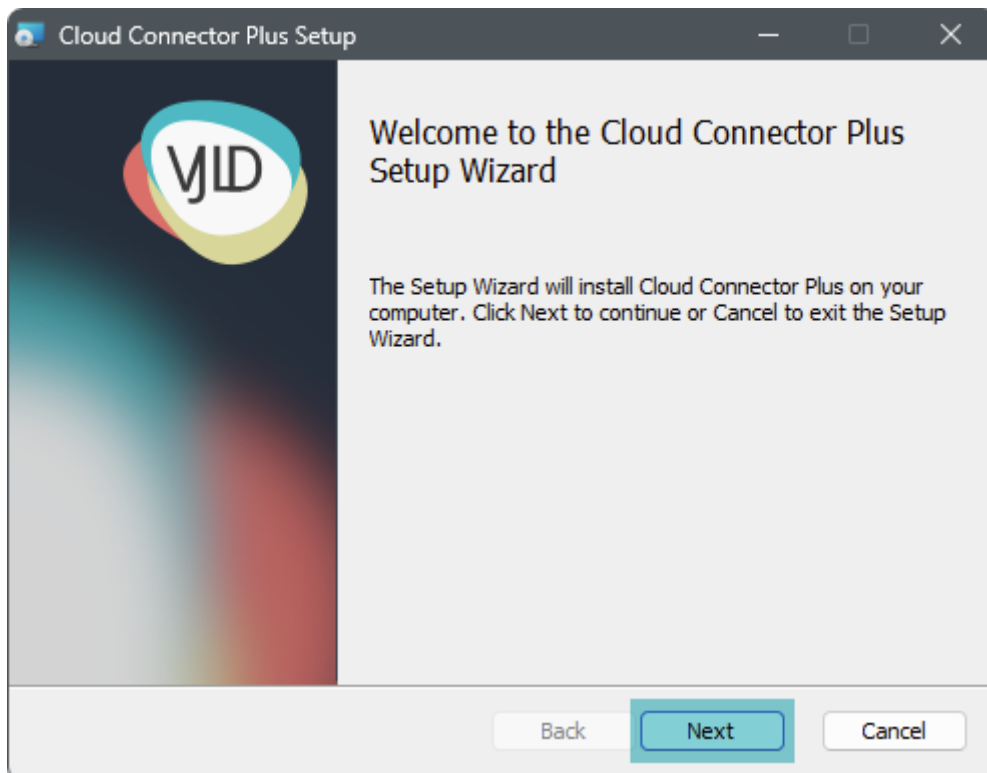 Cloud Connector Plus Setup
VJLD
Welcome to the Cloud Connector Plus
Setup Wizard
The Setup Wizard will install Cloud Connector Plus on your
computer. Click Next to continue or Cancel to exit the Setup
Wizard.
Back
Next
Cancel